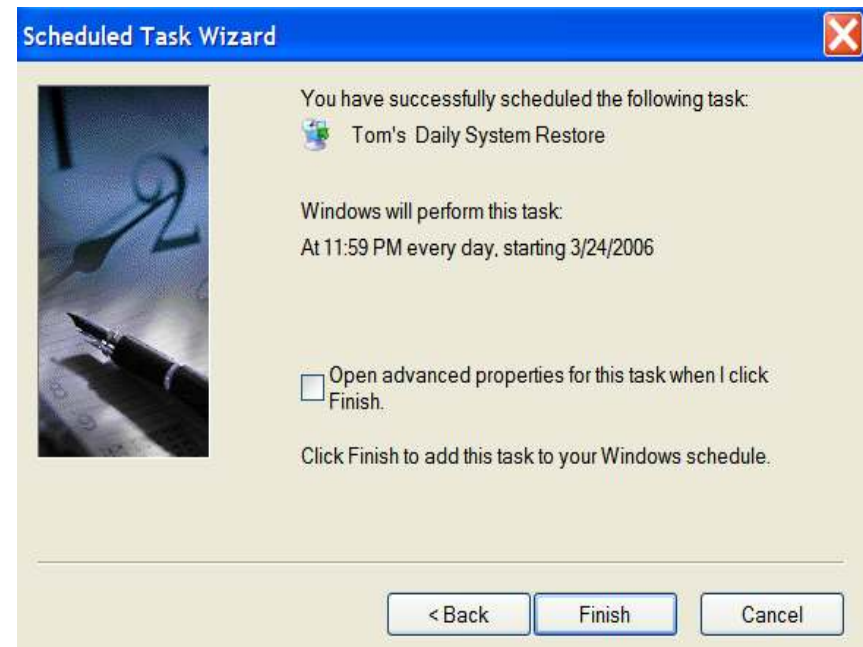 Scheduled Task Wizard
You have successfully scheduled the following task:
Tom's Daily System Restore
Windows will perform this task:
At 11:59 PM every day, starting 3/24/2006
Open advanced properties for this task when I click
Finish.
Click Finish to add this task to your Windows schedule.
< Back
Finish
Cancel